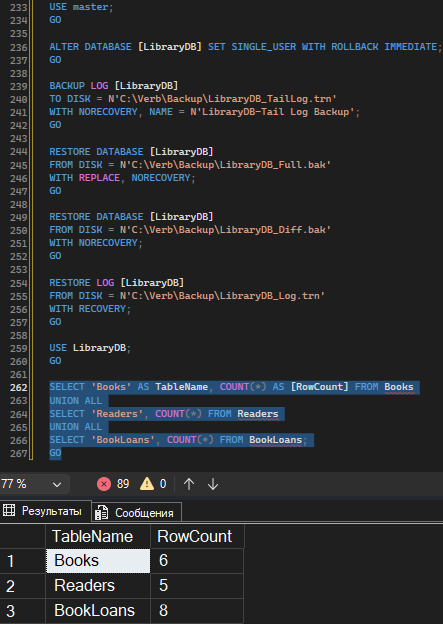 233 USE master;
234 GO
235
236 ALTER DATABASE [LibraryDB] SET SINGLE_USER WITH ROLLBACK IMMEDIATE;
237 GO
238
239 BACKUP LOG [LibraryDB]
240 TO DISK = N'C:\Verb\Backup\LibraryDB_TailLog.trn'
241 WITH NORECOVERY, NAME = N'LibraryDB-Tail Log Backup';
242 GO
243
244 RESTORE DATABASE [LibraryDB]
245 FROM DISK = N'C:\Verb\Backup\LibraryDB_Full.bak'
246 WITH REPLACE, NORECOVERY;
247 GO
248
249 RESTORE DATABASE [LibraryDB]
250 FROM DISK = N'C:\Verb\Backup\LibraryDB_Diff.bak'
251 WITH NORECOVERY;
252 GO
253
254 RESTORE LOG [LibraryDB]
255 FROM DISK = N'C:\Verb\Backup\LibraryDB_Log.trn'
256 WITH RECOVERY;
257 GO
258
259 USE LibraryDB;
260 GO
261
262 SELECT 'Books' AS TableName, COUNT(*) AS [RowCount] FROM Books
263 UNION ALL
264 SELECT 'Readers', COUNT(*) FROM Readers
265 UNION ALL
266 SELECT 'BookLoans', COUNT(*) FROM BookLoans;
267 GO
77 % 89 0
Результаты Сообщения
TableName RowCount
1 Books 6
2 Readers 5
3 BookLoans 8